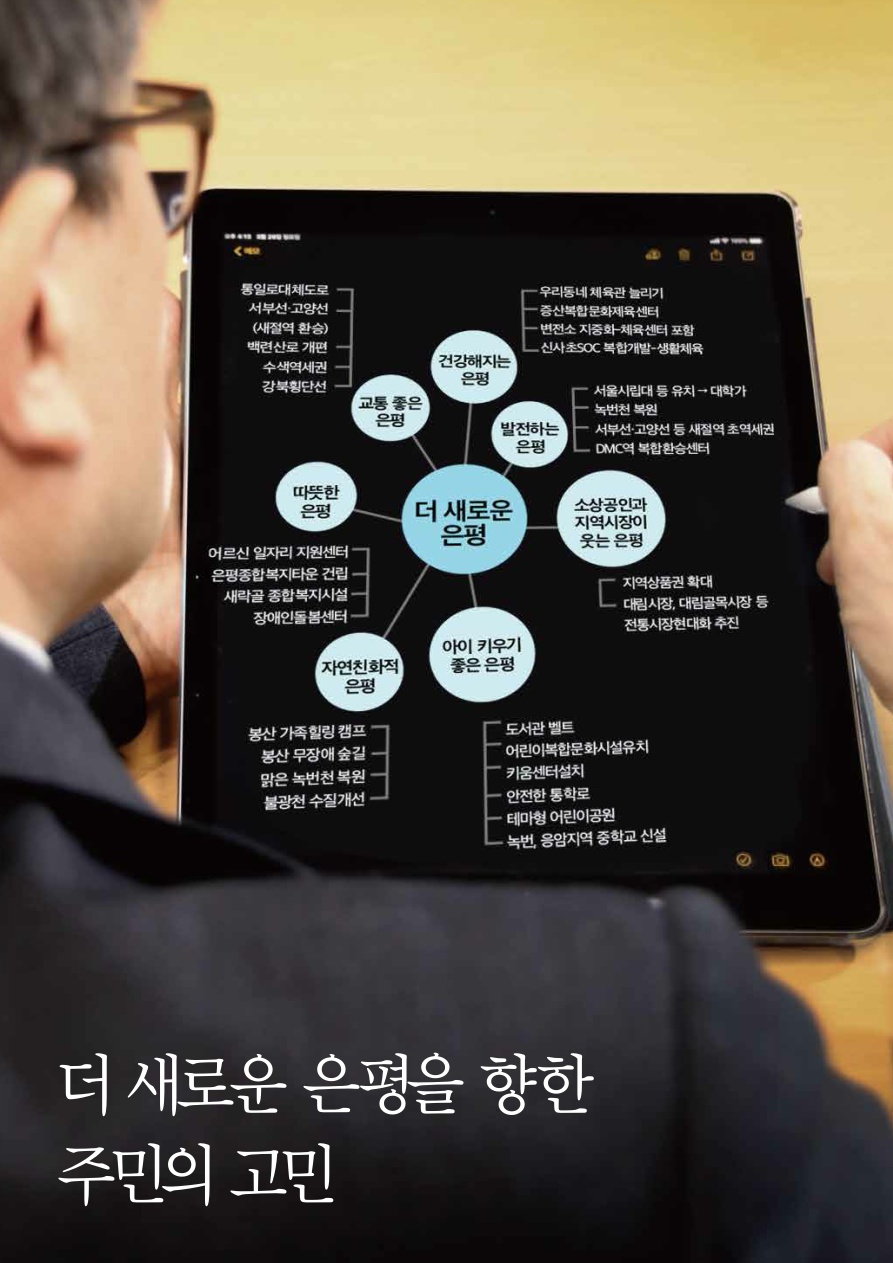 오후 4:15 3월 26일 일요일
100%
메모
통일로대체도로
서부선·고양선
(새절역 환승)
백련산로 개편
수색역세권
강북횡단선
교통 좋은
은평
건강해지는
은평
우리동네 체육관 늘리기
증산복합문화체육센터
변전소 지중화-체육센터 포함
신사초SOC 복합개발-생활체육
발전하는
은평
서울시립대 등 유치→대학가
녹번천 복원
서부선·고양선 등 새절역 초역세권
DMC역 복합환승센터
따뜻한
은평
더 새로운
은평
소상공인과
지역시장이
웃는 은평
어르신 일자리 지원센터
은평종합복지타운 건립
새락골 종합복지시설
장애인돌봄센터
지역상품권 확대
대림시장, 대림골목시장 등
전통시장현대화 추진
자연친화적
은평
아이 키우기
좋은 은평
봉산 가족힐링 캠프
봉산 무장애 숲길
맑은 녹번천 복원
불광천 수질개선
도서관 벨트
어린이복합문화시설유치
키움센터설치
안전한 통학로
테마형 어린이공원
녹번, 응암지역 중학교 신설
더 새로운 은평을 향한
주민의 고민